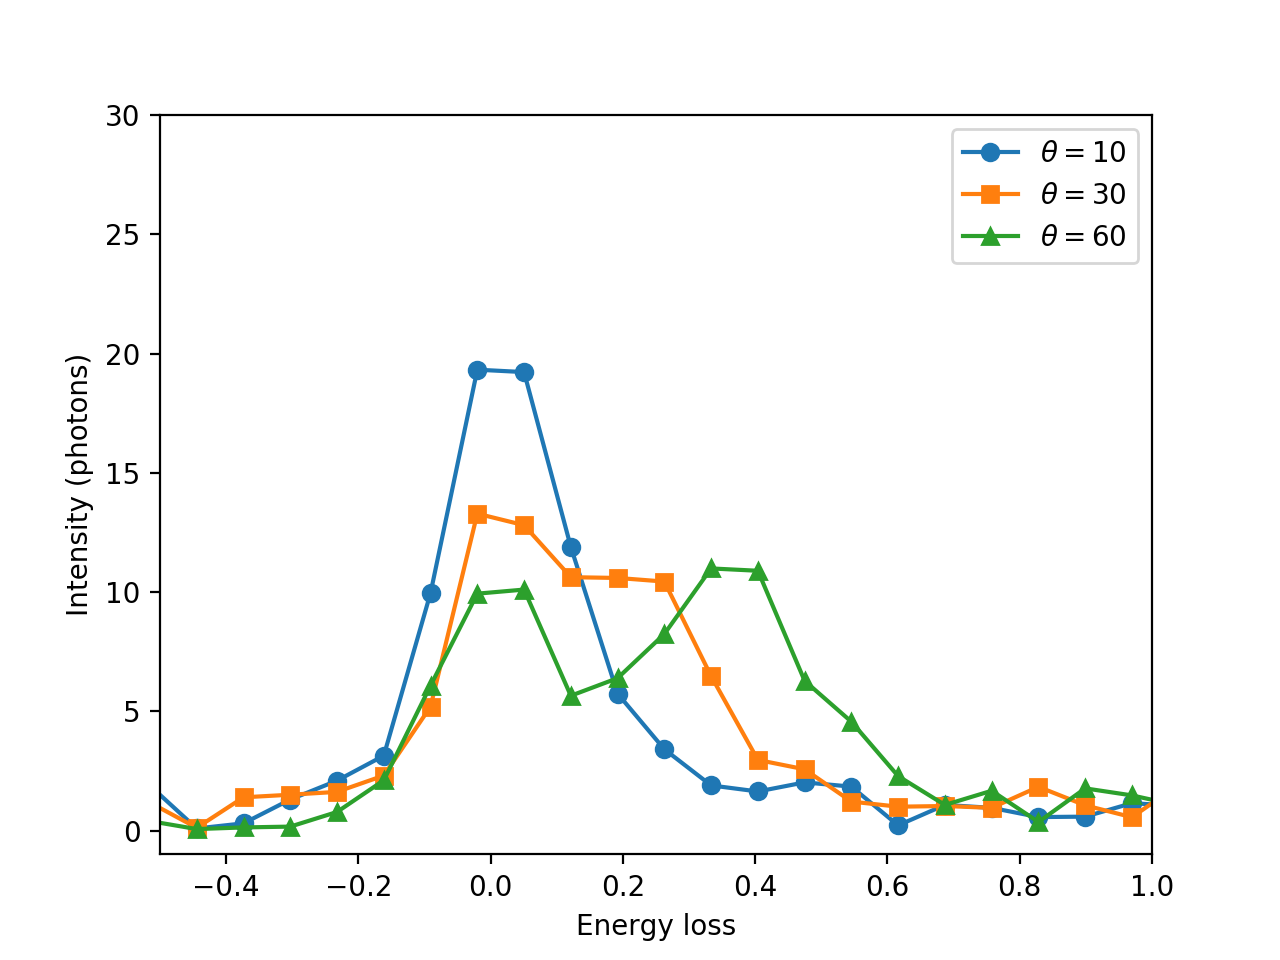 30
25
20
15
10
5
0
Intensity (photons)
−0.4 −0.2 0.0 0.2 0.4 0.6 0.8 1.0
Energy loss
θ = 10
θ = 30
θ = 60